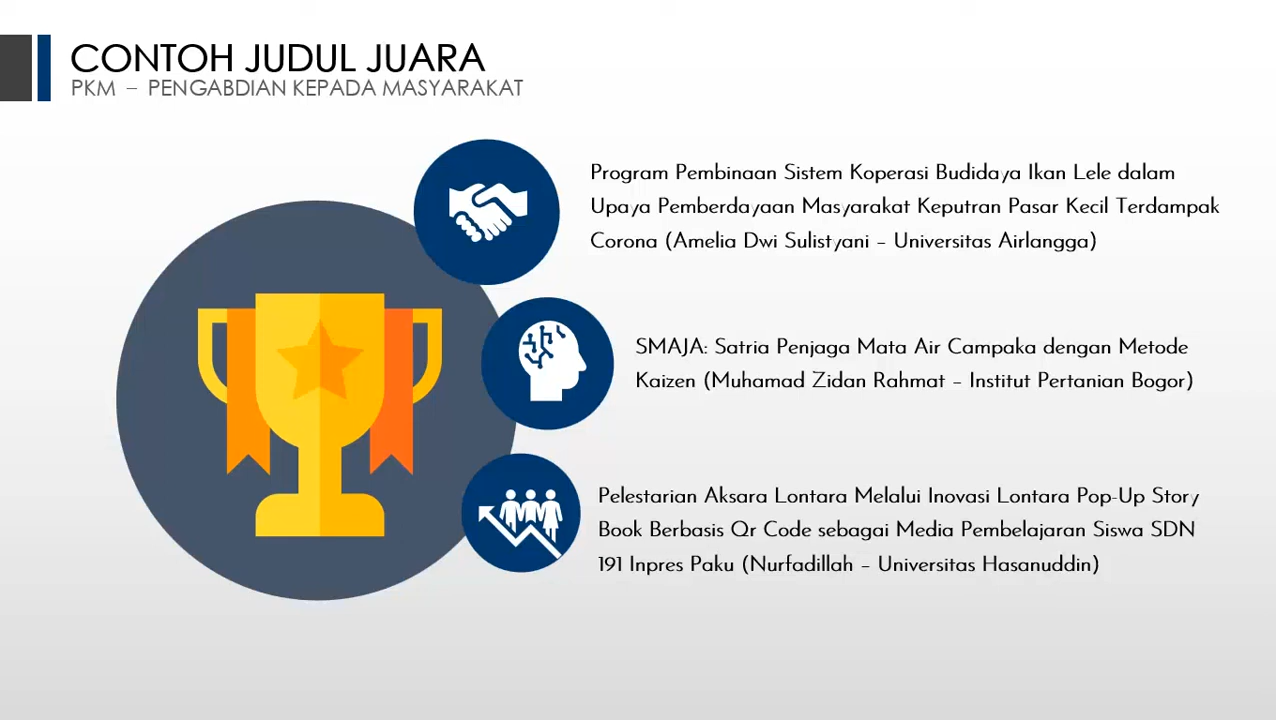 CONTOH JUDUL JUARA
PKM – PENGABDIAN KEPADA MASYARAKAT
Program Pembinaan Sistem Koperasi Budidaya Ikan Lele dalam
Upaya Pemberdayaan Masyarakat Keputran Pasar Kecil Terdampak
Corona (Amelia Dwi Sulistyani – Universitas Airlangga)
SMAJA: Satria Penjaga Mata Air Campaka dengan Metode
Kaizen (Muhamad Zidan Rahmat – Institut Pertanian Bogor)
Pelestarian Aksara Lontara Melalui Inovasi Lontara Pop-Up Story
Book Berbasis Qr Code sebagai Media Pembelajaran Siswa SDN
191 Inpres Paku (Nurfadillah – Universitas Hasanuddin)